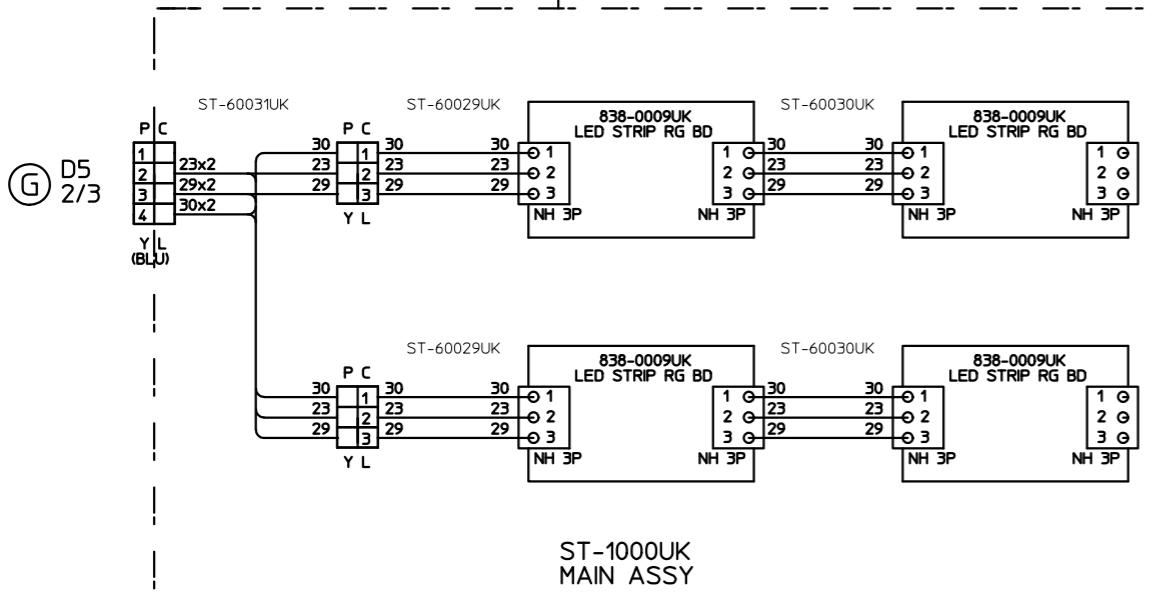 ST-60031UK
ST-60029UK
838-0009UK
LED STRIP RG BD
ST-60030UK
838-0009UK
LED STRIP RG BD
G
D5
2/3
P C
1
2
3
4
Y L
(BLU)
23x2
29x2
30x2
30
23
29
P C
1
2
3
Y L
30
23
29
30
23
29
1
2
3
NH 3P
1
2
3
NH 3P
30
23
29
30
23
29
1
2
3
NH 3P
1
2
3
NH 3P
ST-60029UK
838-0009UK
LED STRIP RG BD
ST-60030UK
838-0009UK
LED STRIP RG BD
30
23
29
P C
1
2
3
Y L
30
23
29
30
23
29
1
2
3
NH 3P
1
2
3
NH 3P
30
23
29
30
23
29
1
2
3
NH 3P
1
2
3
NH 3P
ST-1000UK
MAIN ASSY